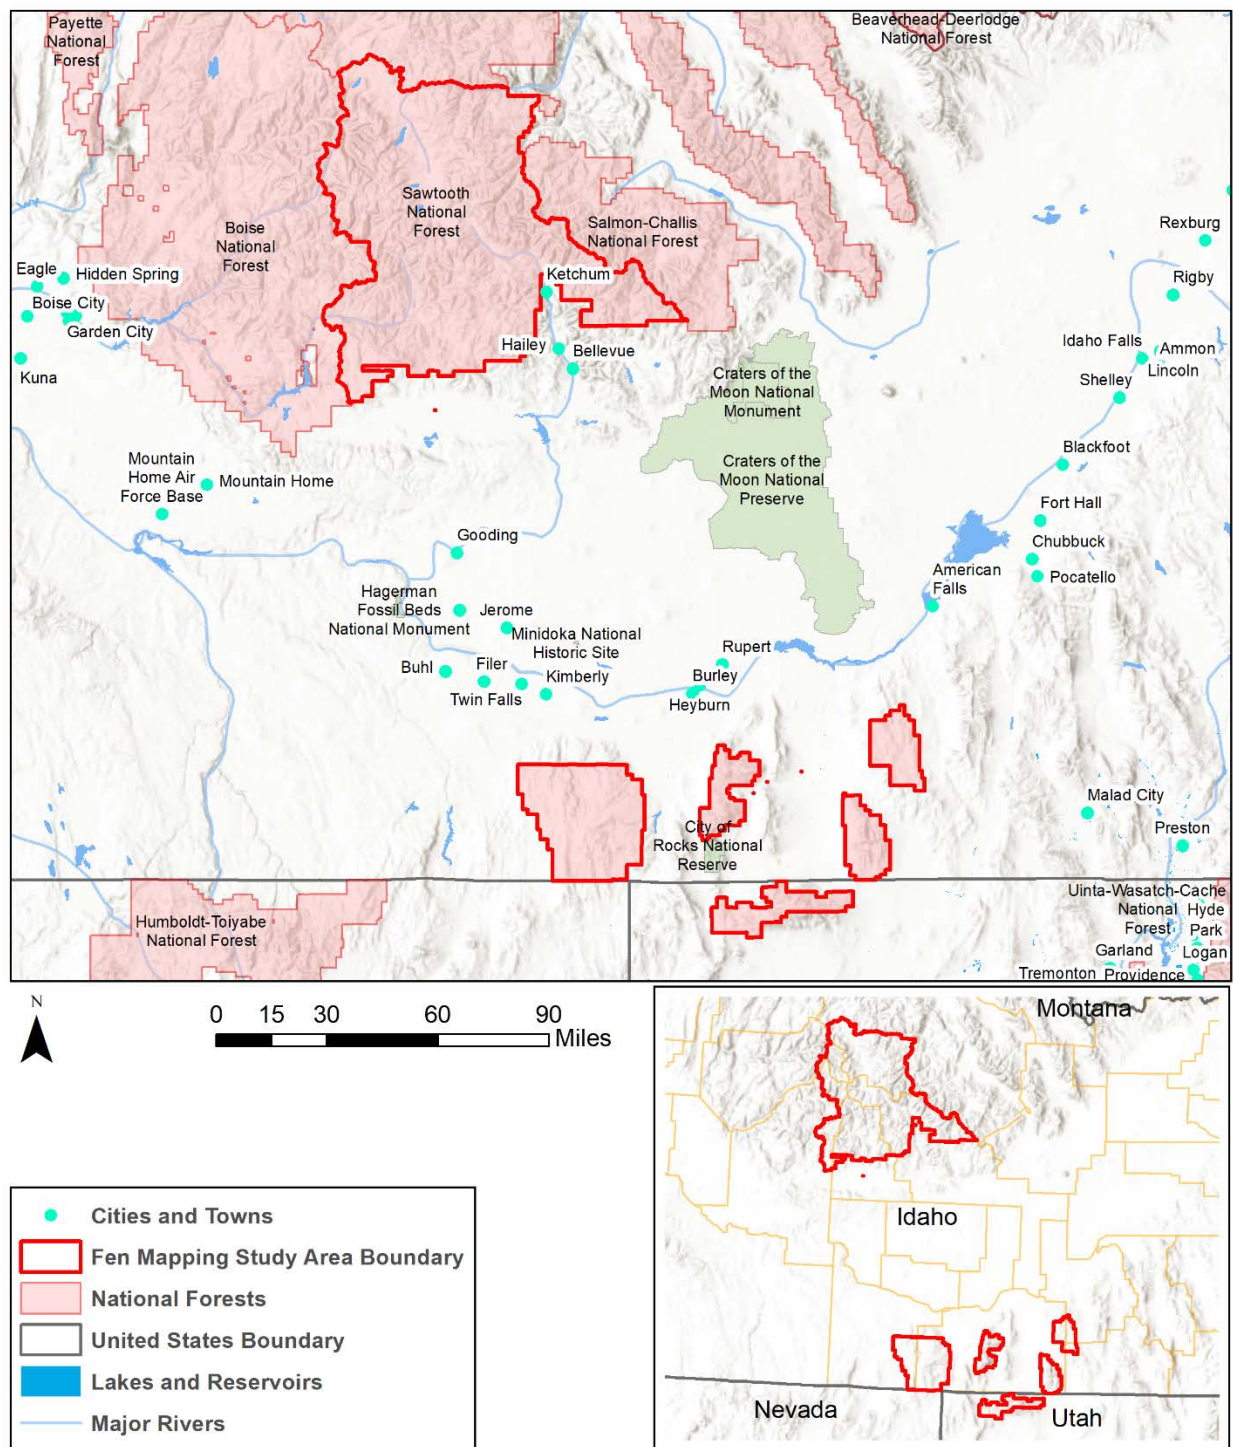 Payette
National
Forest
Beaverhead-Deerlodge
National Forest
Sawtooth
National
Forest
Salmon-Challis
National Forest
Boise
National
Forest
Rexburg
Eagle
Hidden Spring
Ketchum
Rigby
Boise City
Garden City
Hailey
Bellevue
Idaho Falls
Ammon
Lincoln
Kuna
Craters of the
Moon National
Monument
Shelley
Mountain
Home Air
Force Base
Mountain Home
Craters of the
Moon National
Preserve
Blackfoot
Fort Hall
Gooding
Chubbuck
American
Falls
Pocatello
Hagerman
Fossil Beds
National Monument
Jerome
Minidoka National
Historic Site
Rupert
Buhl
Filer
Kimberly
Burley
Twin Falls
Heyburn
Malad City
City of
Rocks National
Reserve
Preston
Humboldt-Toiyabe
National Forest
Uinta-Wasatch-Cache
National
Forest
Hyde
Park
Garland
Logan
Tremonton
Providence
N
0 15 30 60 90
Miles
Montana
Idaho
Nevada
Utah
Cities and Towns
Fen Mapping Study Area Boundary
National Forests
United States Boundary
Lakes and Reservoirs
Major Rivers